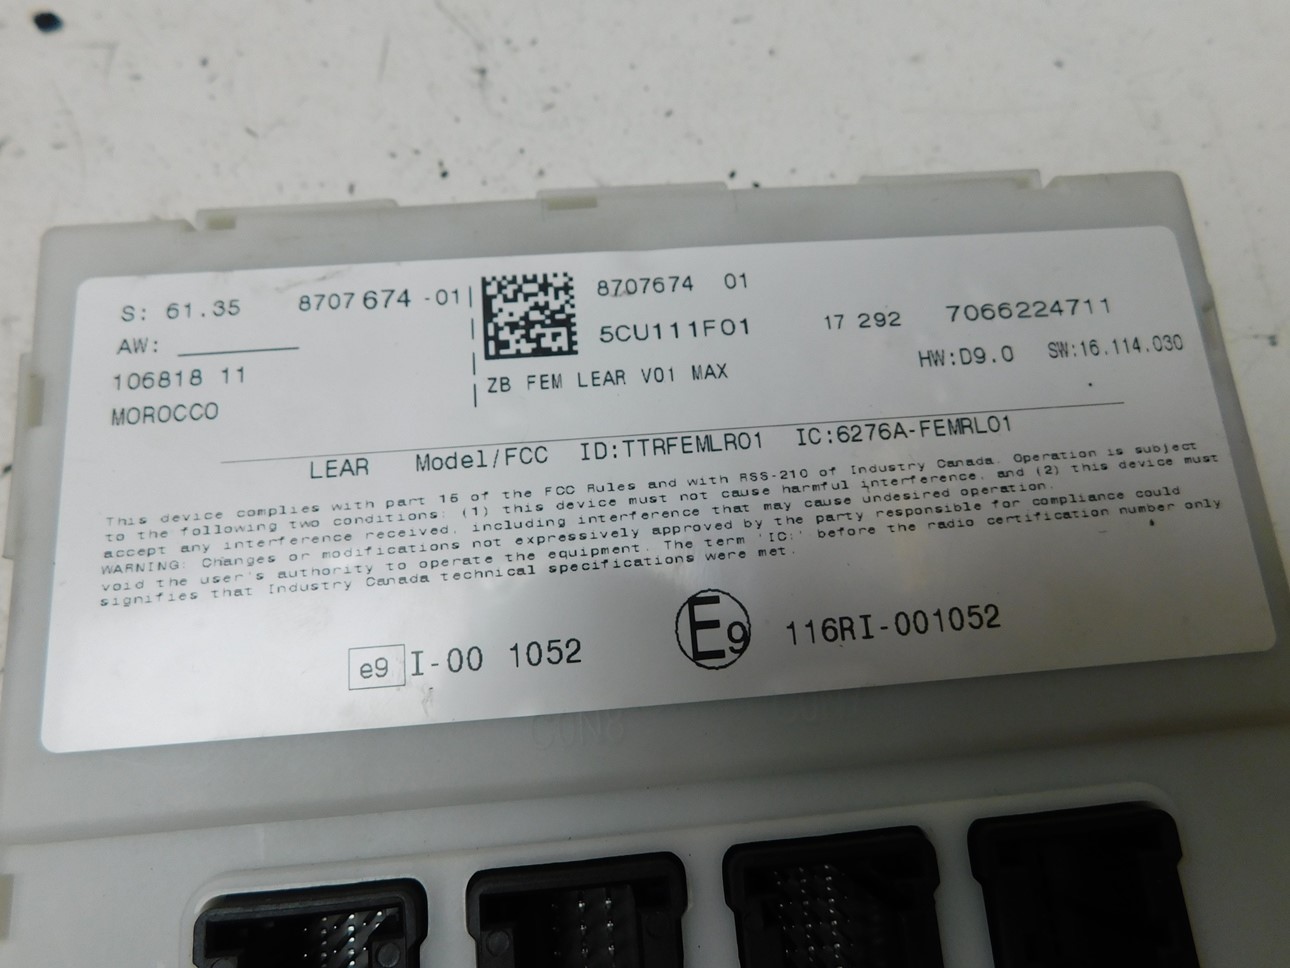 S: 61.35 8707674 -01
AW:
106818 11
MOROCCO
8707674 01
5CU111F01 17 292 7066224711
ZB FEM LEAR V01 MAX HW:D9.0 SW:16.114.030
LEAR Model/FCC ID:TTRFEMLR01 IC:6276A-FEMRL01
This device complies with part 15 of the FCC Rules and with RSS-210 of Industry Canada. Operation is subject
to the following two conditions: (1) this device must not cause harmful interference, and (2) this device must
accept any interference received, including interference that may cause undesired operation.
WARNING: Changes or modifications not expressively approved by the party responsible for compliance could
void the user's authority to operate the equipment. The term 'IC:' before the radio certification number only
signifies that Industry Canada technical specifications were met.
e9 I-00 1052 E9 116RI-001052
CON8